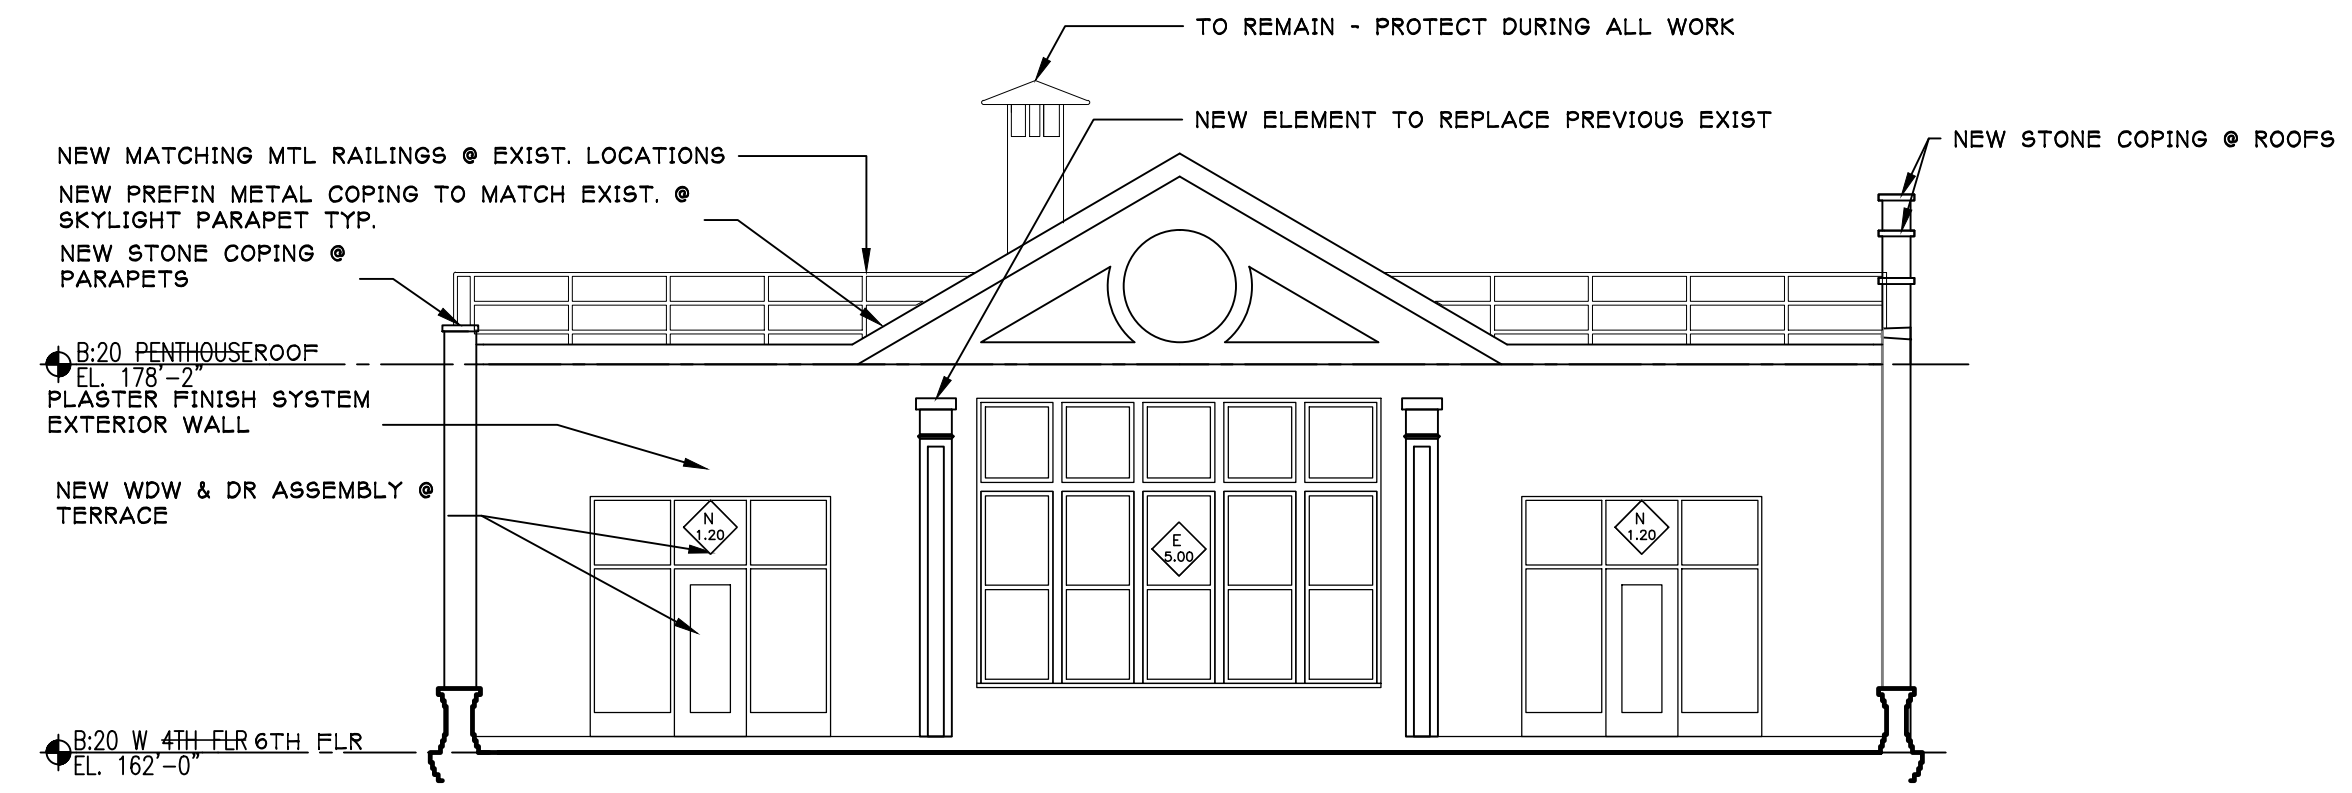 TO REMAIN - PROTECT DURING ALL WORK
NEW ELEMENT TO REPLACE PREVIOUS EXIST
NEW STONE COPING @ ROOFS
NEW MATCHING MTL RAILINGS @ EXIST. LOCATIONS
NEW PREFIN METAL COPING TO MATCH EXIST. @
SKYLIGHT PARAPET TYP.
NEW STONE COPING @
PARAPETS
B:20 PENTHOUSE ROOF
EL. 178'-2"
PLASTER FINISH SYSTEM
EXTERIOR WALL
NEW WDW & DR ASSEMBLY @
TERRACE
N
1.20
E
5.00
N
1.20
B:20 W 4TH FLR 6TH FLR
EL. 162'-0"